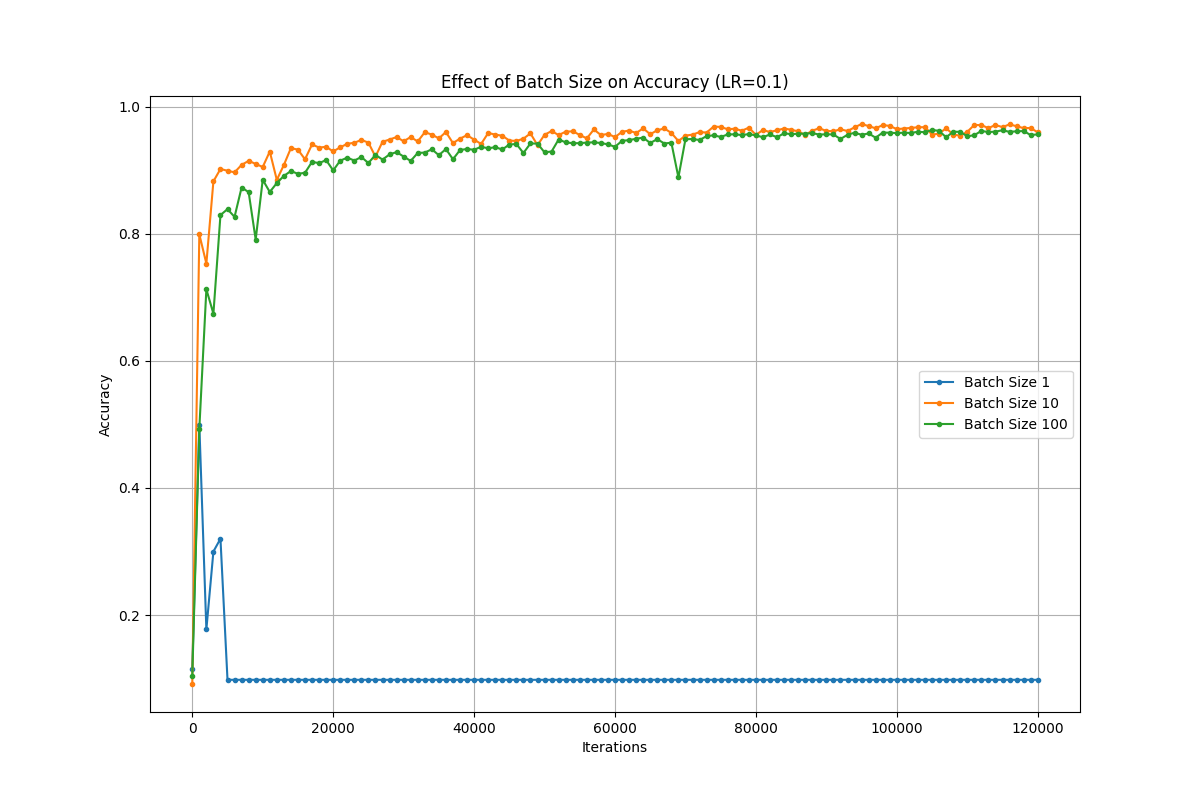 Effect of Batch Size on Accuracy (LR=0.1)
1.0
0.8
0.6
0.4
0.2
Accuracy
Batch Size 1
Batch Size 10
Batch Size 100
0 20000 40000 60000 80000 100000 120000
Iterations